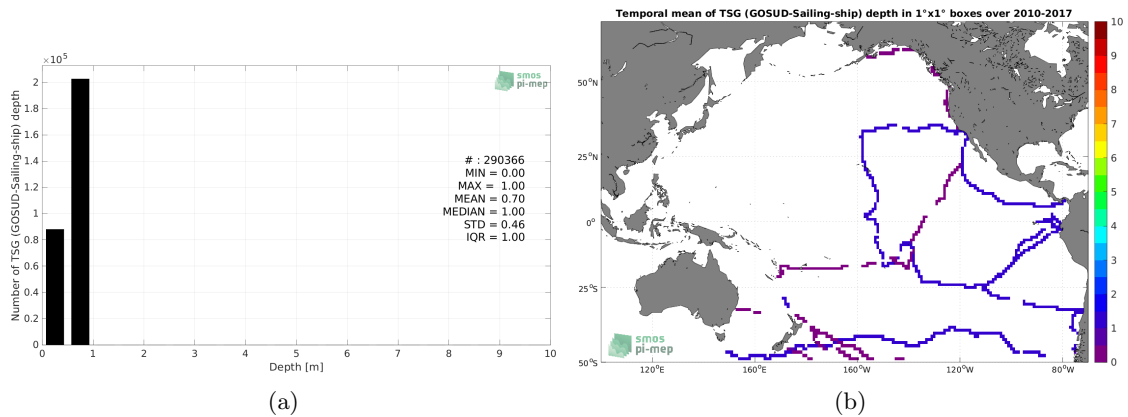 ×10⁵
2
1.8
1.6
1.4
1.2
1
0.8
0.6
0.4
0.2
0
Number of TSG (GOSUD-Sailing-ship) depth
smos
pi-mep
# : 290366
MIN = 0.00
MAX = 1.00
MEAN = 0.70
MEDIAN = 1.00
STD = 0.46
IQR = 1.00
0 1 2 3 4 5 6 7 8 9 10
Depth [m]
(a)
Temporal mean of TSG (GOSUD-Sailing-ship) depth in 1°x1° boxes over 2010-2017
50°N
25°N
0°
25°S
50°S
120°E 160°E 160°W 120°W 80°W
smos
pi-mep
10
9
8
7
6
5
4
3
2
1
0
(b)